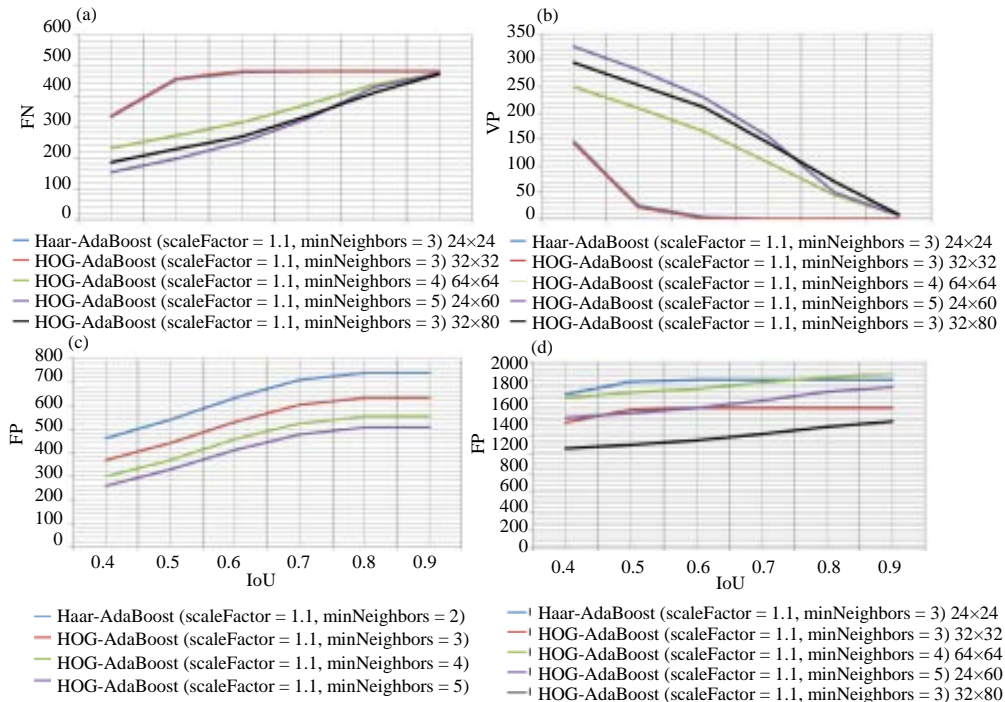 (a)
600
400
300
200
100
0
FN
Haar-AdaBoost (scaleFactor = 1.1, minNeighbors = 3) 24×24
HOG-AdaBoost (scaleFactor = 1.1, minNeighbors = 3) 32×32
HOG-AdaBoost (scaleFactor = 1.1, minNeighbors = 4) 64×64
HOG-AdaBoost (scaleFactor = 1.1, minNeighbors = 5) 24×60
HOG-AdaBoost (scaleFactor = 1.1, minNeighbors = 3) 32×80
(b)
350
250
250
150
150
50
50
0
VP
Haar-AdaBoost (scaleFactor = 1.1, minNeighbors = 3) 24×24
HOG-AdaBoost (scaleFactor = 1.1, minNeighbors = 3) 32×32
HOG-AdaBoost (scaleFactor = 1.1, minNeighbors = 4) 64×64
HOG-AdaBoost (scaleFactor = 1.1, minNeighbors = 5) 24×60
HOG-AdaBoost (scaleFactor = 1.1, minNeighbors = 3) 32×80
(c)
800
700
600
500
400
300
200
100
0
FP
0.4 0.5 0.6 0.7 0.8 0.9
IoU
Haar-AdaBoost (scaleFactor = 1.1, minNeighbors = 2)
HOG-AdaBoost (scaleFactor = 1.1, minNeighbors = 3)
HOG-AdaBoost (scaleFactor = 1.1, minNeighbors = 4)
HOG-AdaBoost (scaleFactor = 1.1, minNeighbors = 5)
(d)
2000
1800
1600
1400
1200
800
800
400
200
200
0
FP
0.4 0.5 0.6 0.7 0.8 0.9
IoU
Haar-AdaBoost (scaleFactor = 1.1, minNeighbors = 3) 24×24
HOG-AdaBoost (scaleFactor = 1.1, minNeighbors = 3) 32×32
HOG-AdaBoost (scaleFactor = 1.1, minNeighbors = 4) 64×64
HOG-AdaBoost (scaleFactor = 1.1, minNeighbors = 5) 24×60
HOG-AdaBoost (scaleFactor = 1.1, minNeighbors = 3) 32×80